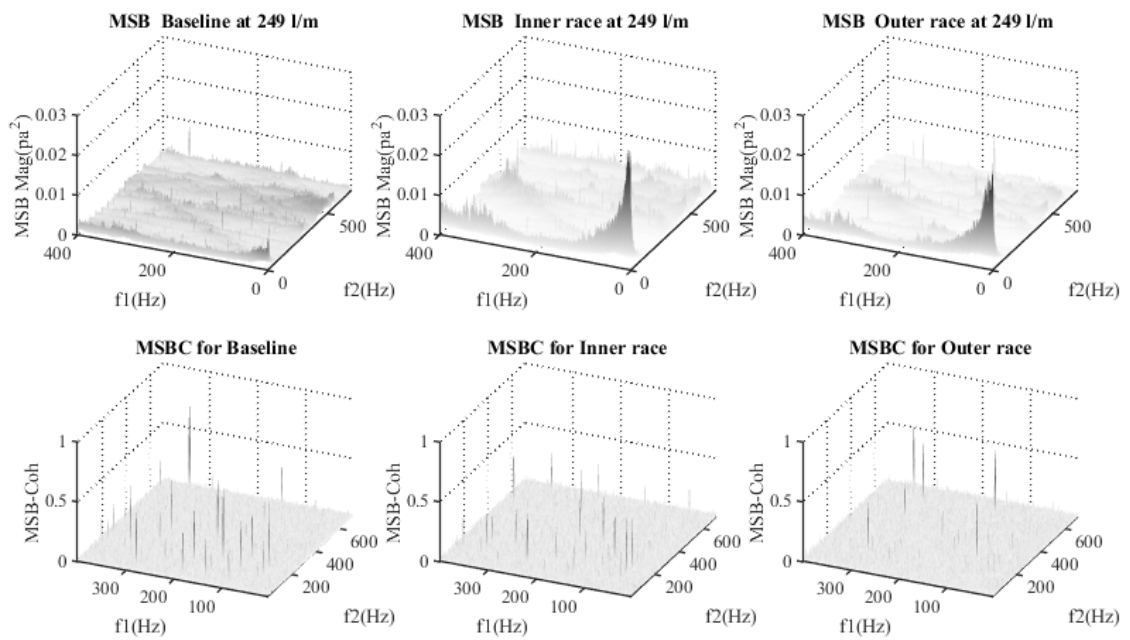 MSB Baseline at 249 l/m
0.03
0.02
0.01
0
MSB Mag(pa²)
400
200
0
f1(Hz)
0
500
f2(Hz)
MSB Inner race at 249 l/m
0.03
0.02
0.01
0
MSB Mag(pa²)
400
200
0
f1(Hz)
0
500
f2(Hz)
MSB Outer race at 249 l/m
0.03
0.02
0.01
0
MSB Mag(pa²)
400
200
0
f1(Hz)
0
500
f2(Hz)
MSBC for Baseline
1
0.5
0
MSB-Coh
300
200
100
f1(Hz)
200
400
600
f2(Hz)
MSBC for Inner race
1
0.5
0
MSB-Coh
300
200
100
f1(Hz)
200
400
600
f2(Hz)
MSBC for Outer race
1
0.5
0
MSB-Coh
300
200
100
f1(Hz)
200
400
600
f2(Hz)